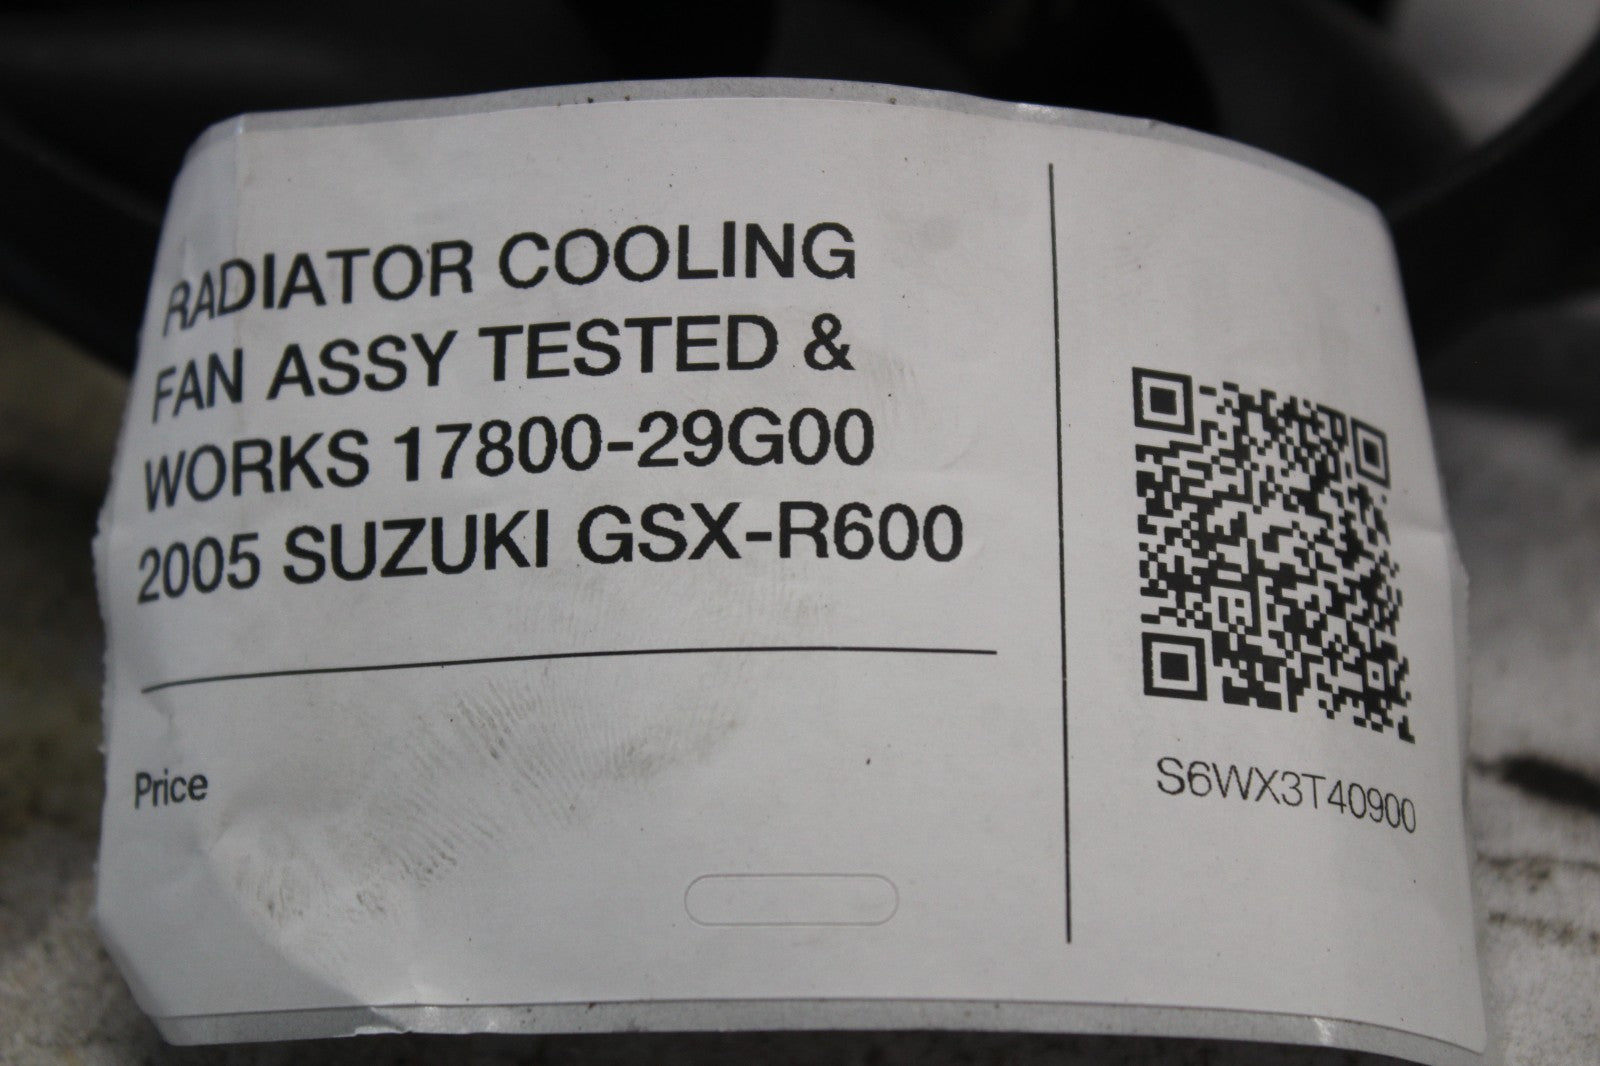 RADIATOR COOLING
FAN ASSY TESTED &
WORKS 17800-29G00
2005 SUZUKI GSX-R600
Price
S6WX3T40900